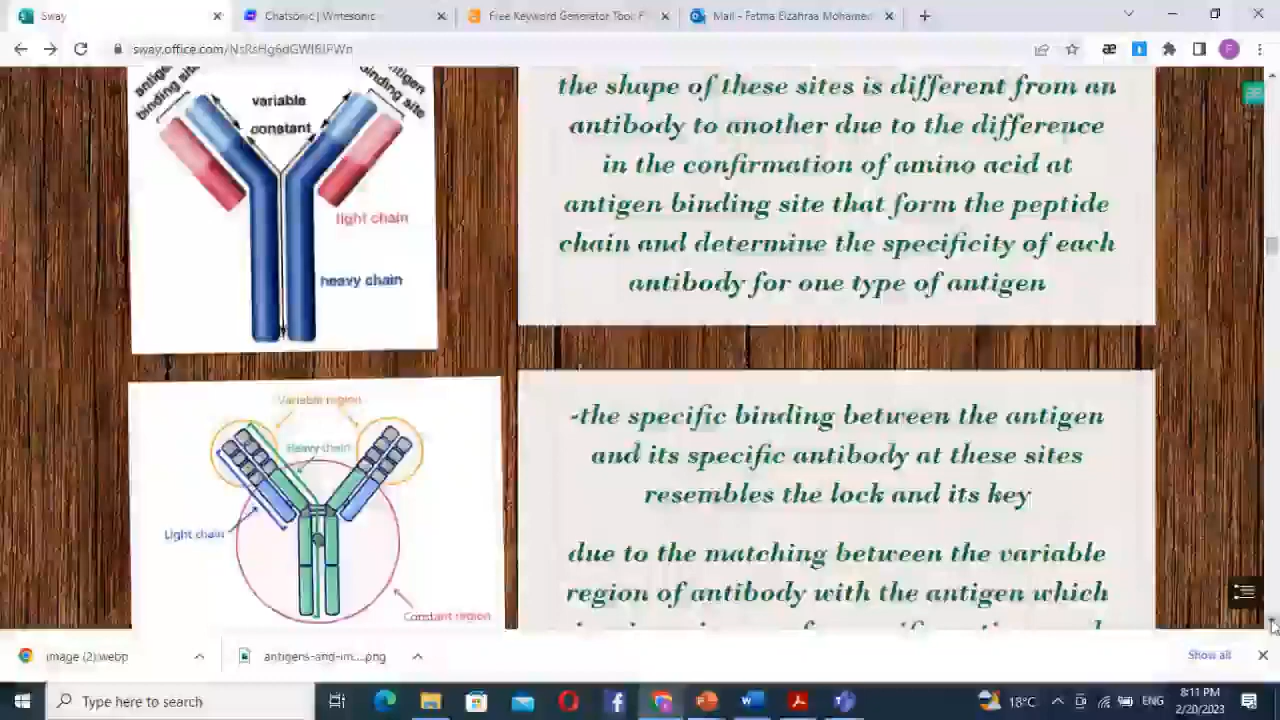 Sway
Chatsonic | Writesonic
Free Keyword Generator Tool: F
Mail - Fatma Elzahraa Mohamed
sway.office.com/NsRsHg6dGWI6IPWn
antigen
binding site
variable
constant
antigen
binding site
light chain
heavy chain
the shape of these sites is different from an
antibody to another due to the difference
in the confirmation of amino acid at
antigen binding site that form the peptide
chain and determine the specificity of each
antibody for one type of antigen
Variable region
Heavy chain
Light chain
Constant region
-the specific binding between the antigen
and its specific antibody at these sites
resembles the lock and its key
due to the matching between the variable
region of antibody with the antigen which
image (2).webp
antigens-and-im....png
Show all
Type here to search
18°C
ENG
8:11 PM
2/20/2023